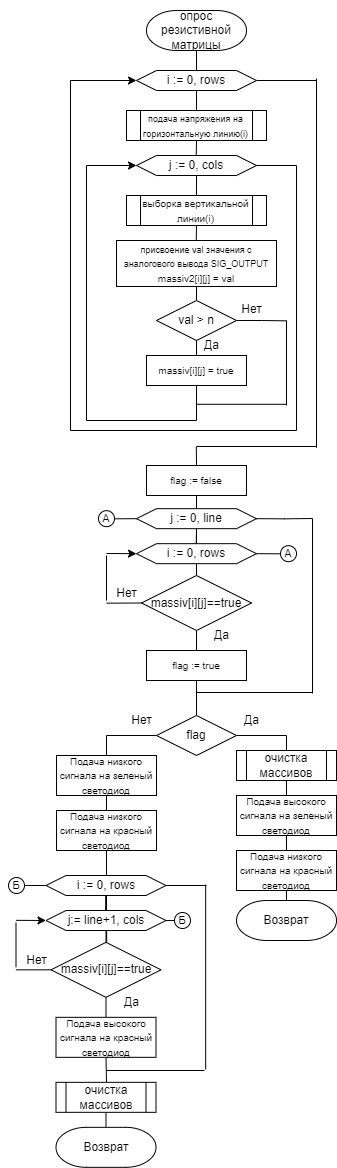 опрос
резистивной
матрицы
i := 0, rows
подача напряжения на
горизонтальную линию(i)
j := 0, cols
выборка вертикальной
линии(i)
присвоение val значения с
аналогового вывода SIG_OUTPUT
massiv2[i][j] = val
val > n
Нет
Да
massiv[i][j] = true
flag := false
А
j := 0, line
i := 0, rows
А
Нет
massiv[i][j]==true
Да
flag := true
Нет
flag
Да
Подача низкого
сигнала на зеленый
светодиод
Подача низкого
сигнала на красный
светодиод
очистка
массивов
Подача высокого
сигнала на зеленый
светодиод
Подача низкого
сигнала на красный
светодиод
Возврат
Б
i := 0, rows
j:= line+1, cols
Б
Нет
massiv[i][j]==true
Да
Подача высокого
сигнала на красный
светодиод
очистка
массивов
Возврат